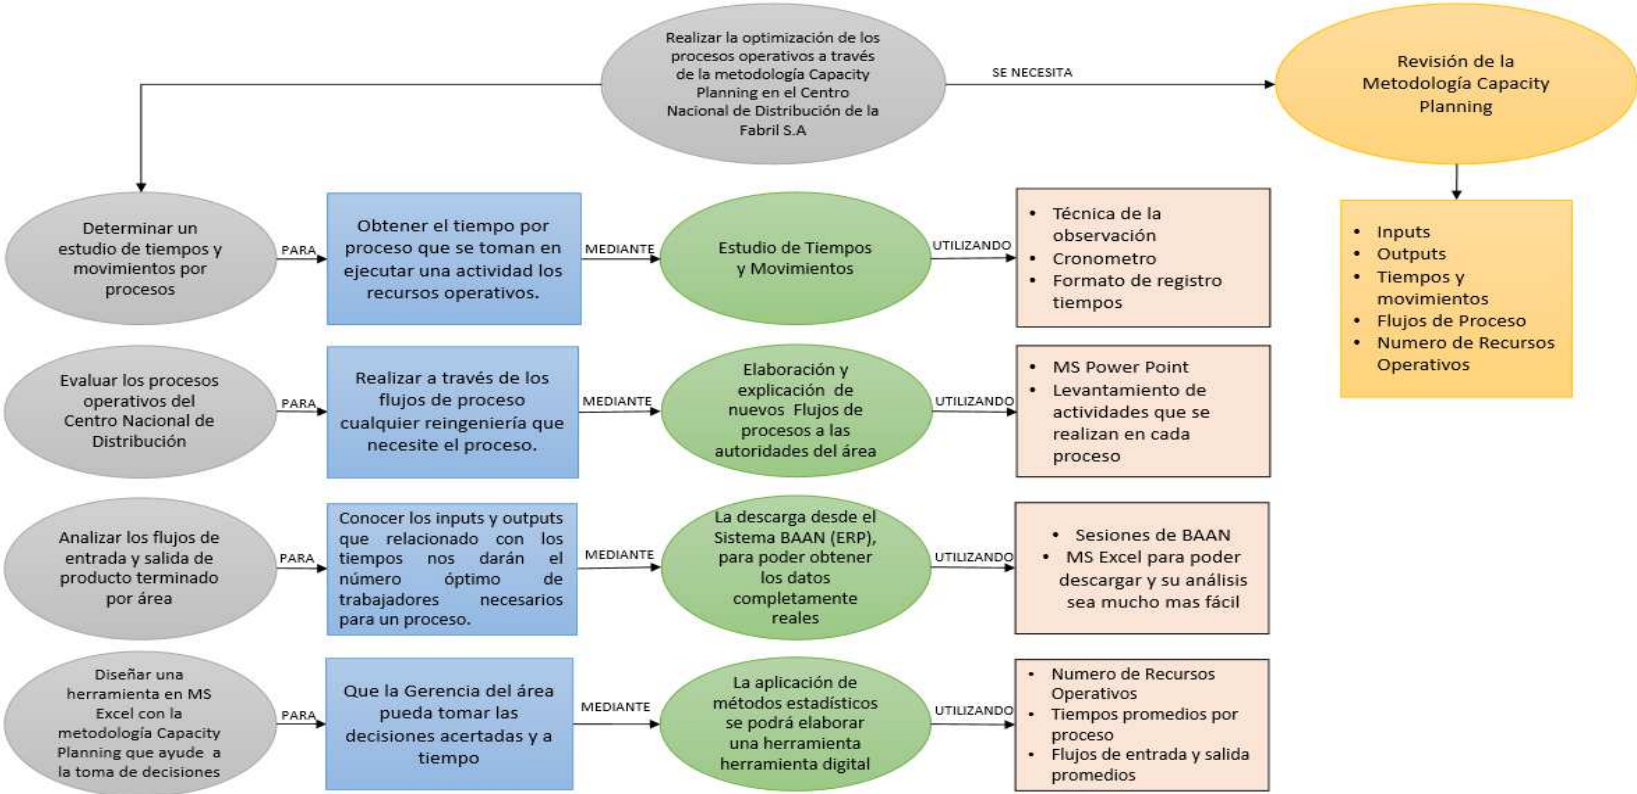 Realizar la optimización de los
procesos operativos a través
de la metodología Capacity
Planning en el Centro
Nacional de Distribución de la
Fabril S.A
SE NECESITA
Revisión de la
Metodología Capacity
Planning
• Inputs
• Outputs
• Tiempos y
movimientos
• Flujos de Proceso
• Numero de Recursos
Operativos
Determinar un
estudio de tiempos y
movimientos por
procesos
PARA
Obtener el tiempo por
proceso que se toman en
ejecutar una actividad los
recursos operativos.
MEDIANTE
Estudio de Tiempos
y Movimientos
UTILIZANDO
• Técnica de la
observación
• Cronometro
• Formato de registro
tiempos
Evaluar los procesos
operativos del
Centro Nacional de
Distribución
PARA
Realizar a través de los
flujos de proceso
cualquier reingeniería que
necesite el proceso.
MEDIANTE
Elaboración y
explicación de
nuevos Flujos de
procesos a las
autoridades del área
UTILIZANDO
• MS Power Point
• Levantamiento de
actividades que se
realizan en cada
proceso
Analizar los flujos de
entrada y salida de
producto terminado
por área
PARA
Conocer los inputs y outputs
que relacionado con los
tiempos nos darán el
número óptimo de
trabajadores necesarios
para un proceso.
MEDIANTE
La descarga desde el
Sistema BAAN (ERP),
para poder obtener
los datos
completamente
reales
UTILIZANDO
• Sesiones de BAAN
• MS Excel para poder
descargar y su análisis
sea mucho mas fácil
Diseñar una
herramienta en MS
Excel con la
metodología Capacity
Planning que ayude a
la toma de decisiones
PARA
Que la Gerencia del área
pueda tomar las
decisiones acertadas y a
tiempo
MEDIANTE
La aplicación de
métodos estadísticos
se podrá elaborar
una herramienta
herramienta digital
UTILIZANDO
• Numero de Recursos
Operativos
• Tiempos promedios por
proceso
• Flujos de entrada y salida
promedios